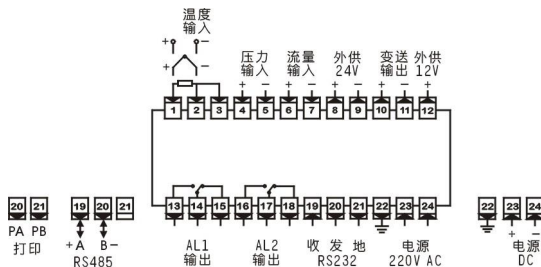 温度
输入
+ -
+ -
压力 流量 外供 变送 外供
输入 输入 24V 输出 12V
+ - + - + - + - +
1 2 3 4 5 6 7 8 9 10 11 12
13 14 15 16 17 18 19 20 21 22 23 24
AL1 AL2 收 发 地 电源
输出 输出 RS232 220V AC
20 21
PA PB
打印
19 20 21
+A B-
RS485
22 23 24
+ -
电源
DC